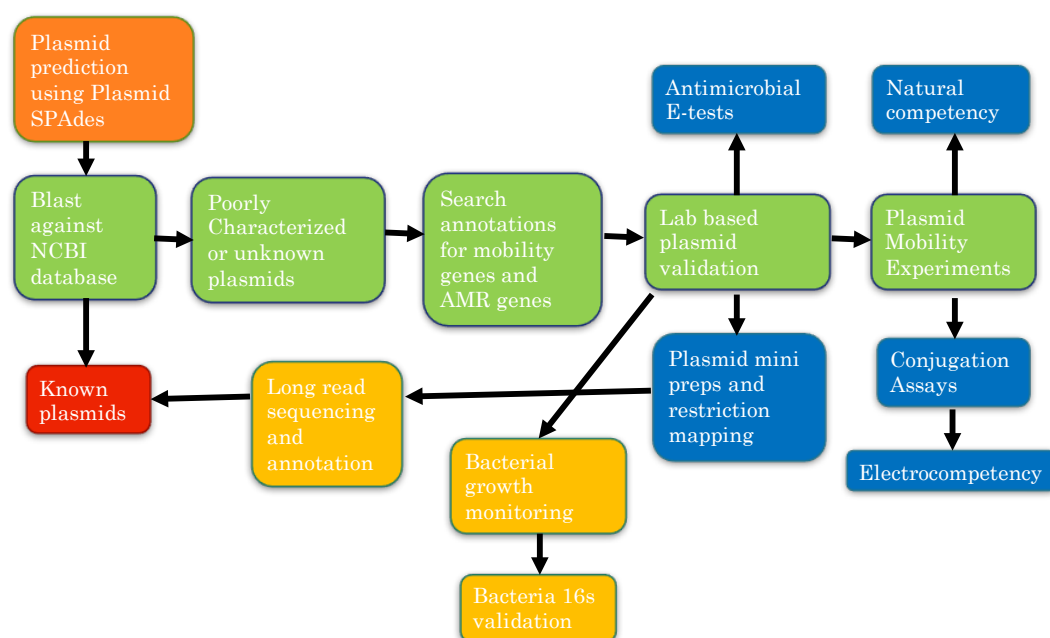 Plasmid
prediction
using Plasmid
SPAdes
Antimicrobial
E-tests
Natural
competency
Blast
against
NCBI
database
Poorly
Characterized
or unknown
plasmids
Search
annotations
for mobility
genes and
AMR genes
Lab based
plasmid
validation
Plasmid
Mobility
Experiments
Known
plasmids
Long read
sequencing
and
annotation
Plasmid mini
preps and
restriction
mapping
Conjugation
Assays
Bacterial
growth
monitoring
Electrocompetency
Bacteria 16s
validation